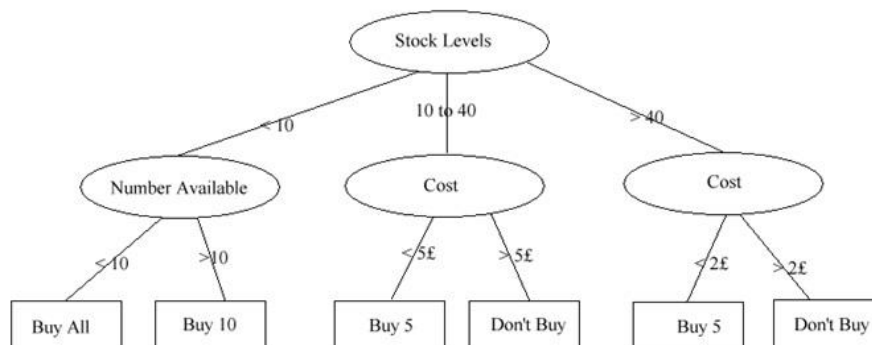 Stock Levels
< 10
10 to 40
> 40
Number Available
Cost
Cost
< 10
>10
< 5£
>5£
< 2£
> 2£
Buy All
Buy 10
Buy 5
Don't Buy
Buy 5
Don't Buy